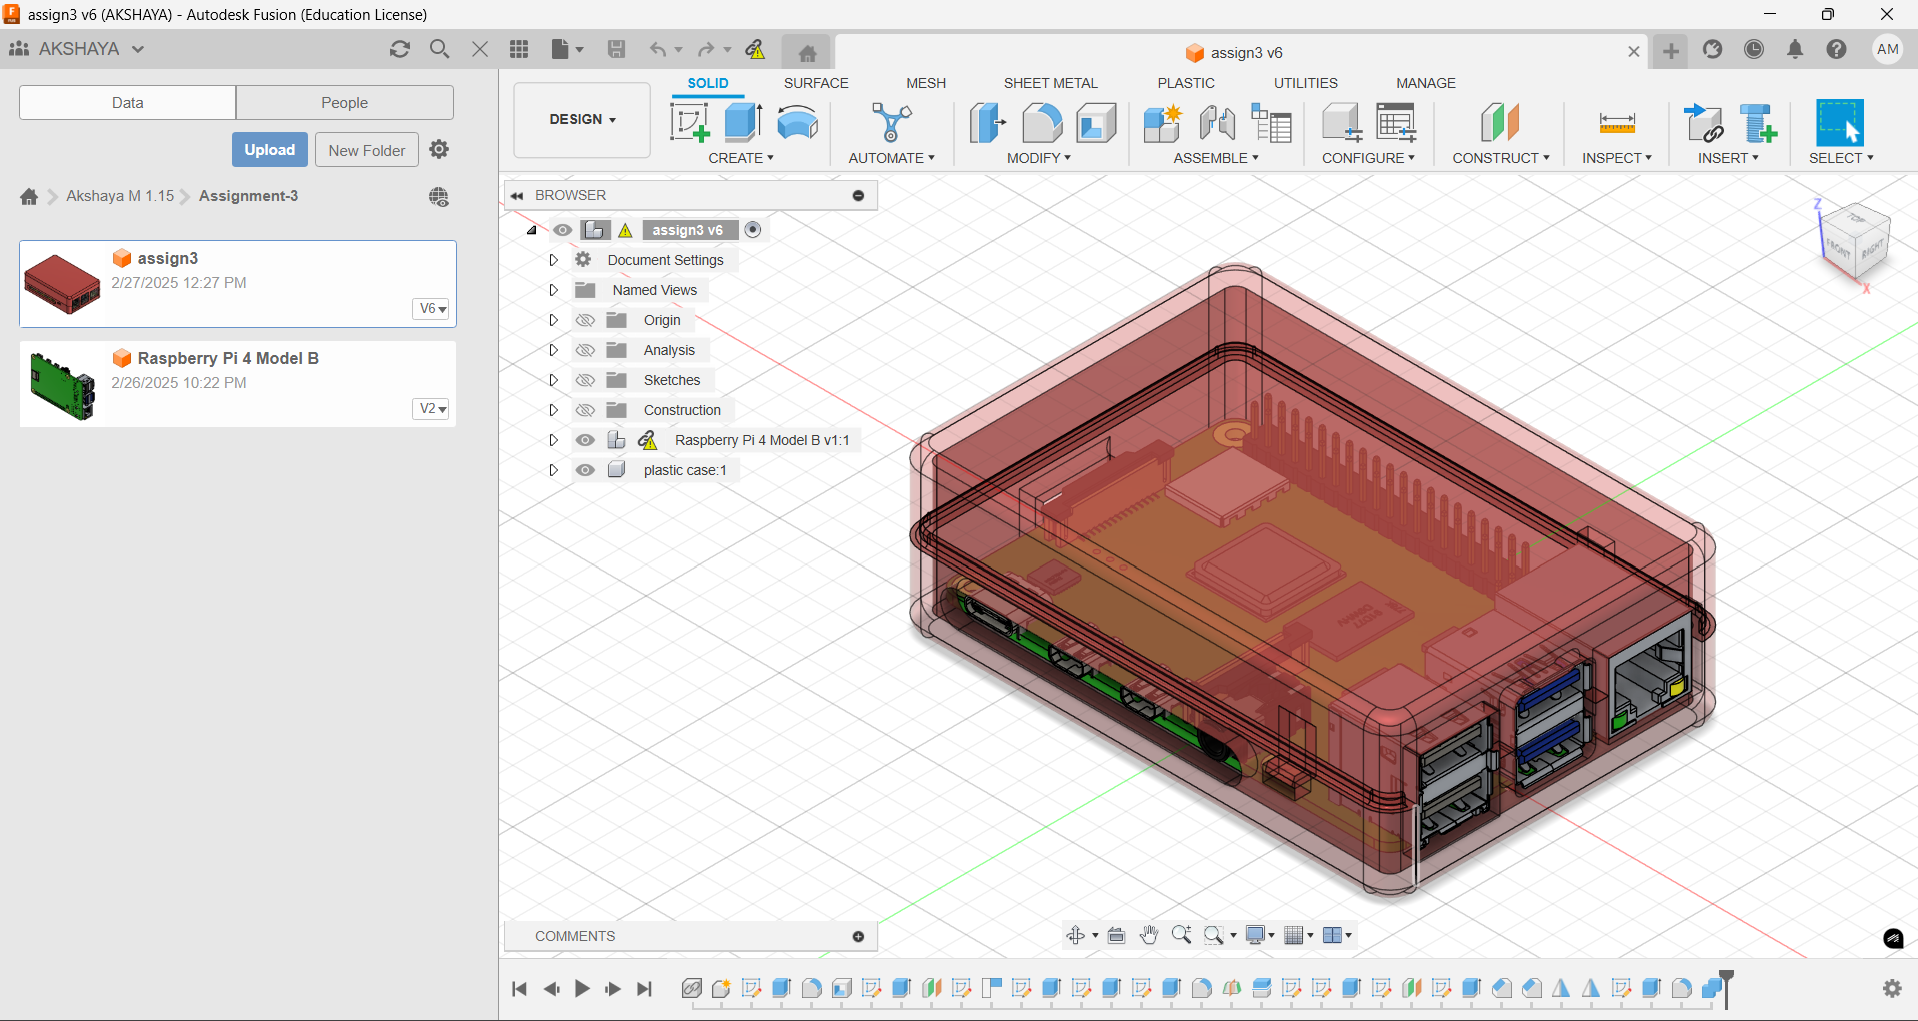 assign3 v6 (AKSHAYA) - Autodesk Fusion (Education License)
AKSHAYA
assign3 v6
AM
Data
People
Upload
New Folder
Akshaya M 1.15
Assignment-3
assign3
2/27/2025 12:27 PM
V6
Raspberry Pi 4 Model B
2/26/2025 10:22 PM
V2
DESIGN
SOLID
SURFACE
MESH
SHEET METAL
PLASTIC
UTILITIES
MANAGE
CREATE
AUTOMATE
MODIFY
ASSEMBLE
CONFIGURE
CONSTRUCT
INSPECT
INSERT
SELECT
BROWSER
assign3 v6
Document Settings
Named Views
Origin
Analysis
Sketches
Construction
Raspberry Pi 4 Model B v1:1
plastic case:1
Z
TOP
FRONT
RIGHT
X
COMMENTS